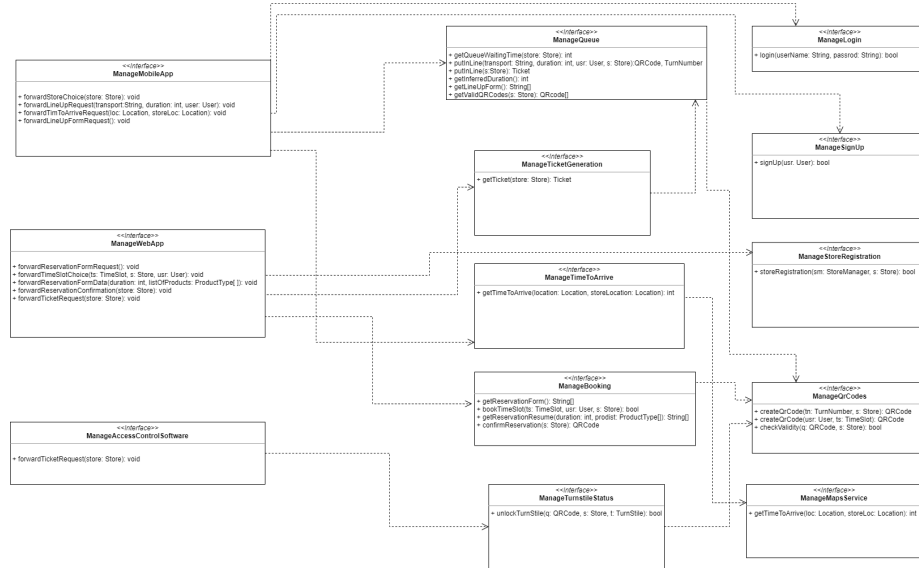 <<interface>>
ManageMobileApp
+ forwardStoreChoice(store: Store): void
+ forwardLineUpRequest(transport:String, duration: int, user: User): void
+ forwardTimToArriveRequest(loc: Location, storeLoc: Location): void
+ forwardLineUpFormRequest(): void
<<interface>>
ManageQueue
+ getQueueWaitingTime(store: Store): int
+ putInLine(transport: String, duration: int, usr: User, s: Store):QRCode, TurnNumber
+ putInLine(s:Store): Ticket
+ getInferredDuration(): int
+ getLineUpForm(): String[]
+ getValidQRCodes(s: Store): QRcode[]
<<interface>>
ManageLogin
+ login(userName: String, passrod: String): bool
<<interface>>
ManageSignUp
+ signUp(usr. User): bool
<<interface>>
ManageTicketGeneration
+ getTicket(store: Store): Ticket
<<interface>>
ManageWebApp
+ forwardReservationFormRequest(): void
+ forwardTimeSlotChoice(ts: TimeSlot, s: Store, usr: User): void
+ forwardReservationFormData(duration: int, listOfProducts: ProductType[ ]): void
+ forwardReservationConfirmation(store: Store): void
+ forwardTicketRequest(store: Store): void
<<interface>>
ManageStoreRegistration
+ storeRegistration(sm: StoreManager, s: Store): bool
<<interface>>
ManageTimeToArrive
+ getTimeToArrive(location: Location, storeLocation: Location): int
<<interface>>
ManageBooking
+ getReservationForm(): String[]
+ bookTimeSlot(ts: TimeSlot, usr: User, s: Store): bool
+ getReservationResume(duration: int, prodist: ProductType[]): String[]
+ confirmReservation(s: Store): QRCode
<<interface>>
ManageQrCodes
+ createQrCode(tn: TurnNumber, s: Store): QRCode
+ createQrCode(usr: User, ts: TimeSlot): QRCode
+ checkValidity(q: QRCode, s: Store): bool
<<interface>>
ManageAccessControlSoftware
+ forwardTicketRequest(store: Store): void
<<interface>>
ManageTurnstileStatus
+ unlockTurnStile(q: QRCode, s: Store, t: TurnStile): bool
<<interface>>
ManageMapsService
+ getTimeToArrive(loc: Location, storeLoc: Location): int